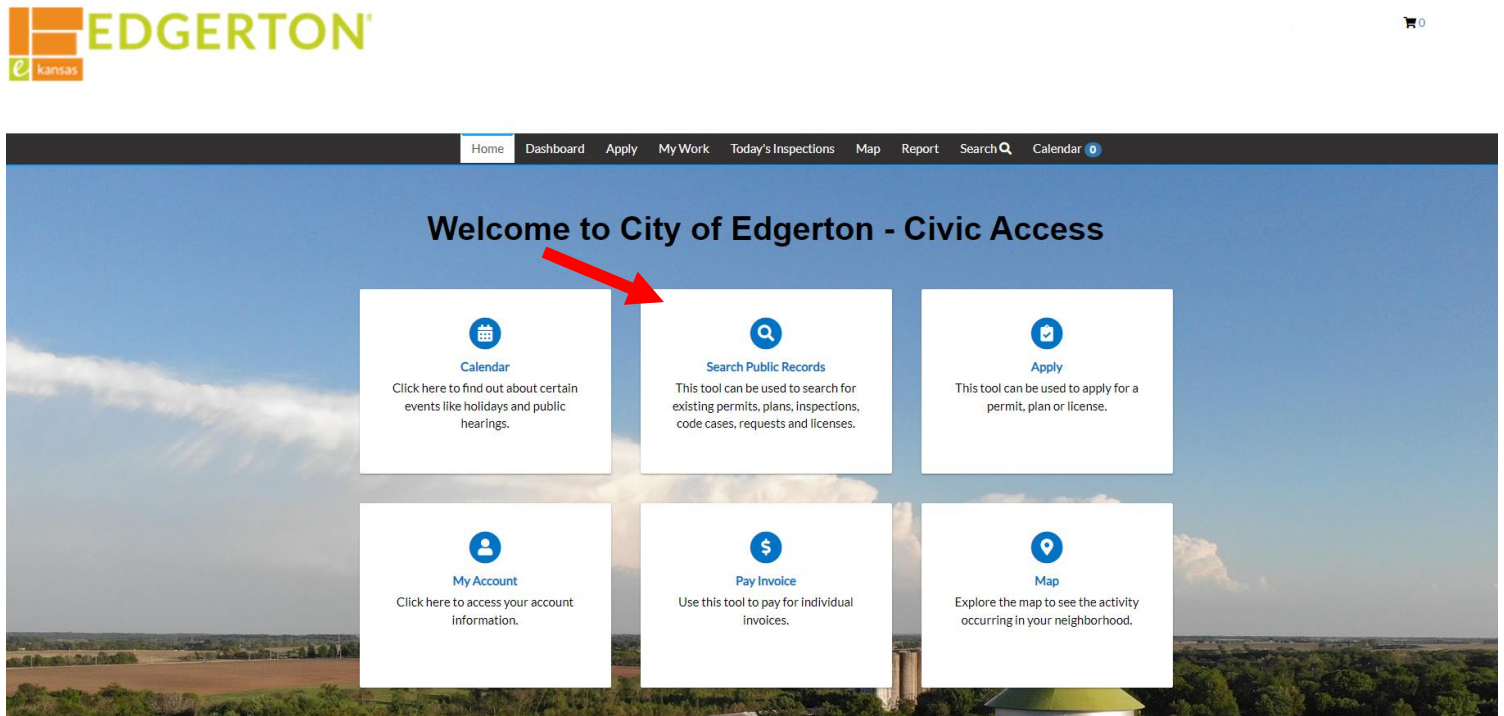 EDGERTON®
e kansas
0
Home Dashboard Apply My Work Today's Inspections Map Report Search Calendar 0
Welcome to City of Edgerton - Civic Access
Calendar
Click here to find out about certain
events like holidays and public
hearings.
Search Public Records
This tool can be used to search for
existing permits, plans, inspections,
code cases, requests and licenses.
Apply
This tool can be used to apply for a
permit, plan or license.
My Account
Click here to access your account
information.
Pay Invoice
Use this tool to pay for individual
invoices.
Map
Explore the map to see the activity
occurring in your neighborhood.